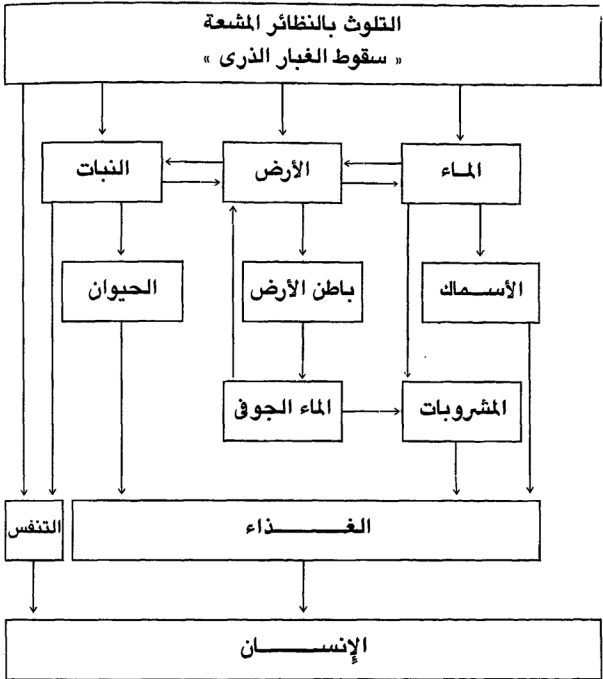 التلوث بالنظائر المشعة
« سقوط الغبار الذرى »
الماء
الأرض
النبات
الأسماك
باطن الأرض
الحيوان
المشروبات
الماء الجوفى
الغذاء
التنفس
الإنسان